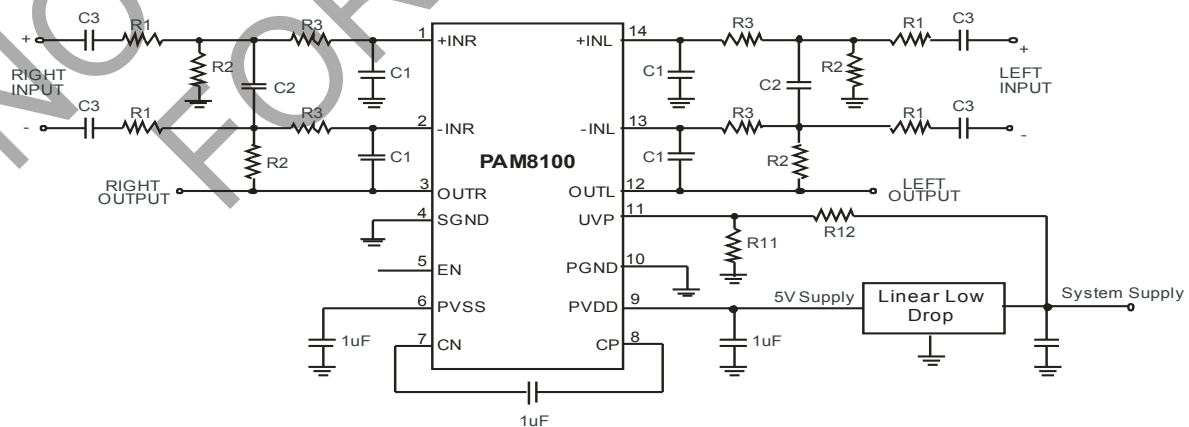 C3 R1 R3 1 +INR +INL 14 R3 R1 C3
+ +
RIGHT INPUT R2 C2 C1 C1 C2 R2 LEFT INPUT
C3 R1 R3 2 -INR -INL 13 R3 R1 C3
- -
R2 C1 PAM8100 C1 R2
RIGHT OUTPUT 3 OUTR OUTL 12 LEFT OUTPUT
4 SGND UVP 11 R12
R11
5 EN PGND 10
6 PVSS PVDD 9 5V Supply Linear Low Drop System Supply
1uF 1uF
7 CN CP 8
1uF
NO
FOR